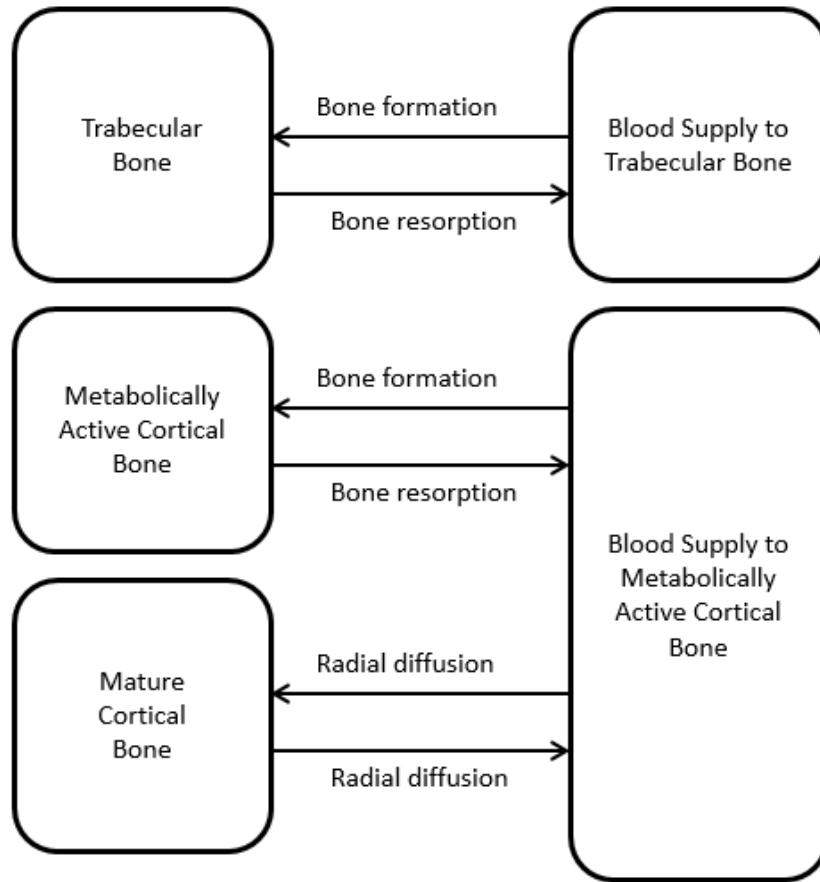 Trabecular
Bone
Bone formation
Bone resorption
Blood Supply to
Trabecular Bone
Metabolically
Active Cortical
Bone
Bone formation
Bone resorption
Blood Supply to
Metabolically
Active Cortical
Bone
Mature
Cortical
Bone
Radial diffusion
Radial diffusion